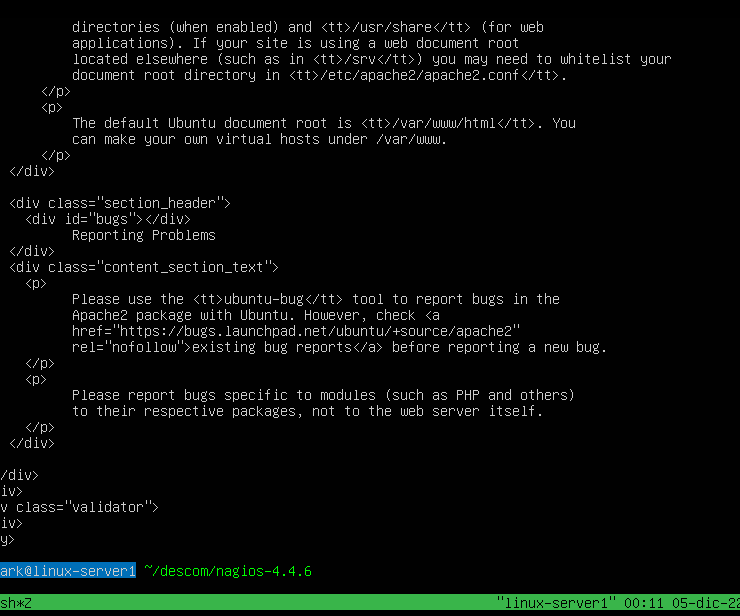 directories (when enabled) and <tt>/usr/share</tt> (for web
applications). If your site is using a web document root
located elsewhere (such as in <tt>/srv</tt>) you may need to whitelist your
document root directory in <tt>/etc/apache2/apache2.conf</tt>.
</p>
<p>
The default Ubuntu document root is <tt>/var/www/html</tt>. You
can make your own virtual hosts under /var/www.
</p>
</div>
<div class="section_header">
<div id="bugs"></div>
Reporting Problems
</div>
<div class="content_section_text">
<p>
Please use the <tt>ubuntu-bug</tt> tool to report bugs in the
Apache2 package with Ubuntu. However, check <a
href="https://bugs.launchpad.net/ubuntu/+source/apache2"
rel="nofollow">existing bug reports</a> before reporting a new bug.
</p>
<p>
Please report bugs specific to modules (such as PHP and others)
to their respective packages, not to the web server itself.
</p>
</div>
/div>
iv>
v class="validator">
iv>
y>
ark@linux-server1 ~/descom/nagios-4.4.6
sh*Z "linux-server1" 00:11 05-dic-22